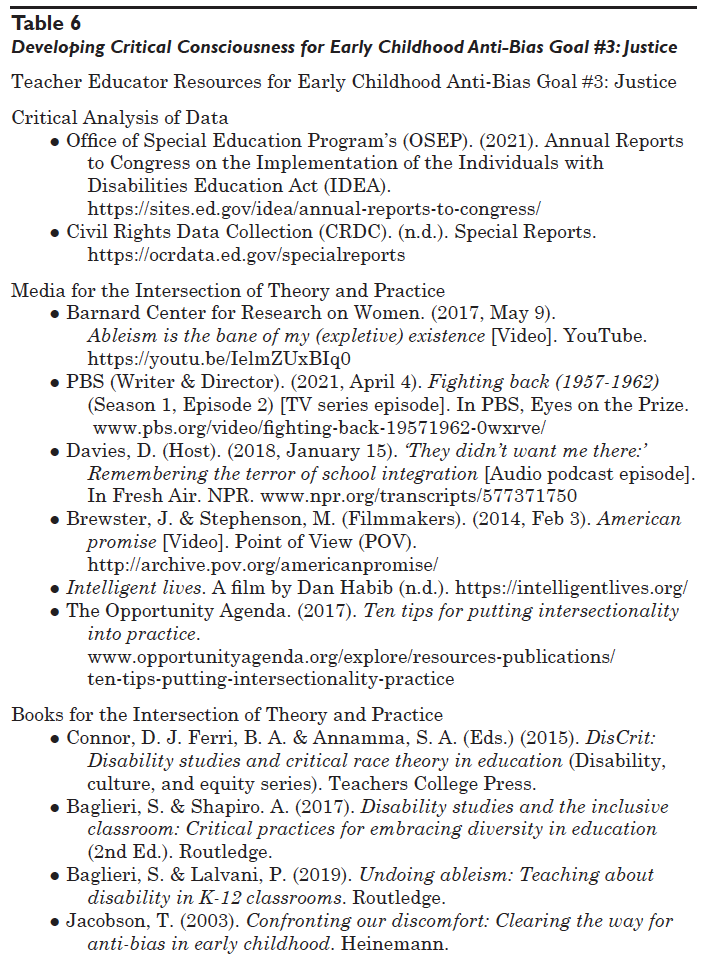 Table 6
Developing Critical Consciousness for Early Childhood Anti-Bias Goal #3: Justice
Teacher Educator Resources for Early Childhood Anti-Bias Goal #3: Justice
Critical Analysis of Data
● Office of Special Education Program's (OSEP). (2021). Annual Reports
to Congress on the Implementation of the Individuals with
Disabilities Education Act (IDEA).
https://sites.ed.gov/idea/annual-reports-to-congress/
● Civil Rights Data Collection (CRDC). (n.d.). Special Reports.
https://ocrdata.ed.gov/specialreports
Media for the Intersection of Theory and Practice
● Barnard Center for Research on Women. (2017, May 9).
Ableism is the bane of my (expletive) existence [Video]. YouTube.
https://youtu.be/IelmZUxBIq0
● PBS (Writer & Director). (2021, April 4). Fighting back (1957-1962)
(Season 1, Episode 2) [TV series episode]. In PBS, Eyes on the Prize.
www.pbs.org/video/fighting-back-19571962-0wxrve/
● Davies, D. (Host). (2018, January 15). 'They didn't want me there:'
Remembering the terror of school integration [Audio podcast episode].
In Fresh Air. NPR. www.npr.org/transcripts/577371750
● Brewster, J. & Stephenson, M. (Filmmakers). (2014, Feb 3). American
promise [Video]. Point of View (POV).
http://archive.pov.org/americanpromise/
● Intelligent lives. A film by Dan Habib (n.d.). https://intelligentlives.org/
● The Opportunity Agenda. (2017). Ten tips for putting intersectionality
into practice.
www.opportunityagenda.org/explore/resources-publications/
ten-tips-putting-intersectionality-practice
Books for the Intersection of Theory and Practice
● Connor, D. J. Ferri, B. A. & Annamma, S. A. (Eds.) (2015). DisCrit:
Disability studies and critical race theory in education (Disability,
culture, and equity series). Teachers College Press.
● Baglieri, S. & Shapiro. A. (2017). Disability studies and the inclusive
classroom: Critical practices for embracing diversity in education
(2nd Ed.). Routledge.
● Baglieri, S. & Lalvani, P. (2019). Undoing ableism: Teaching about
disability in K-12 classrooms. Routledge.
● Jacobson, T. (2003). Confronting our discomfort: Clearing the way for
anti-bias in early childhood. Heinemann.